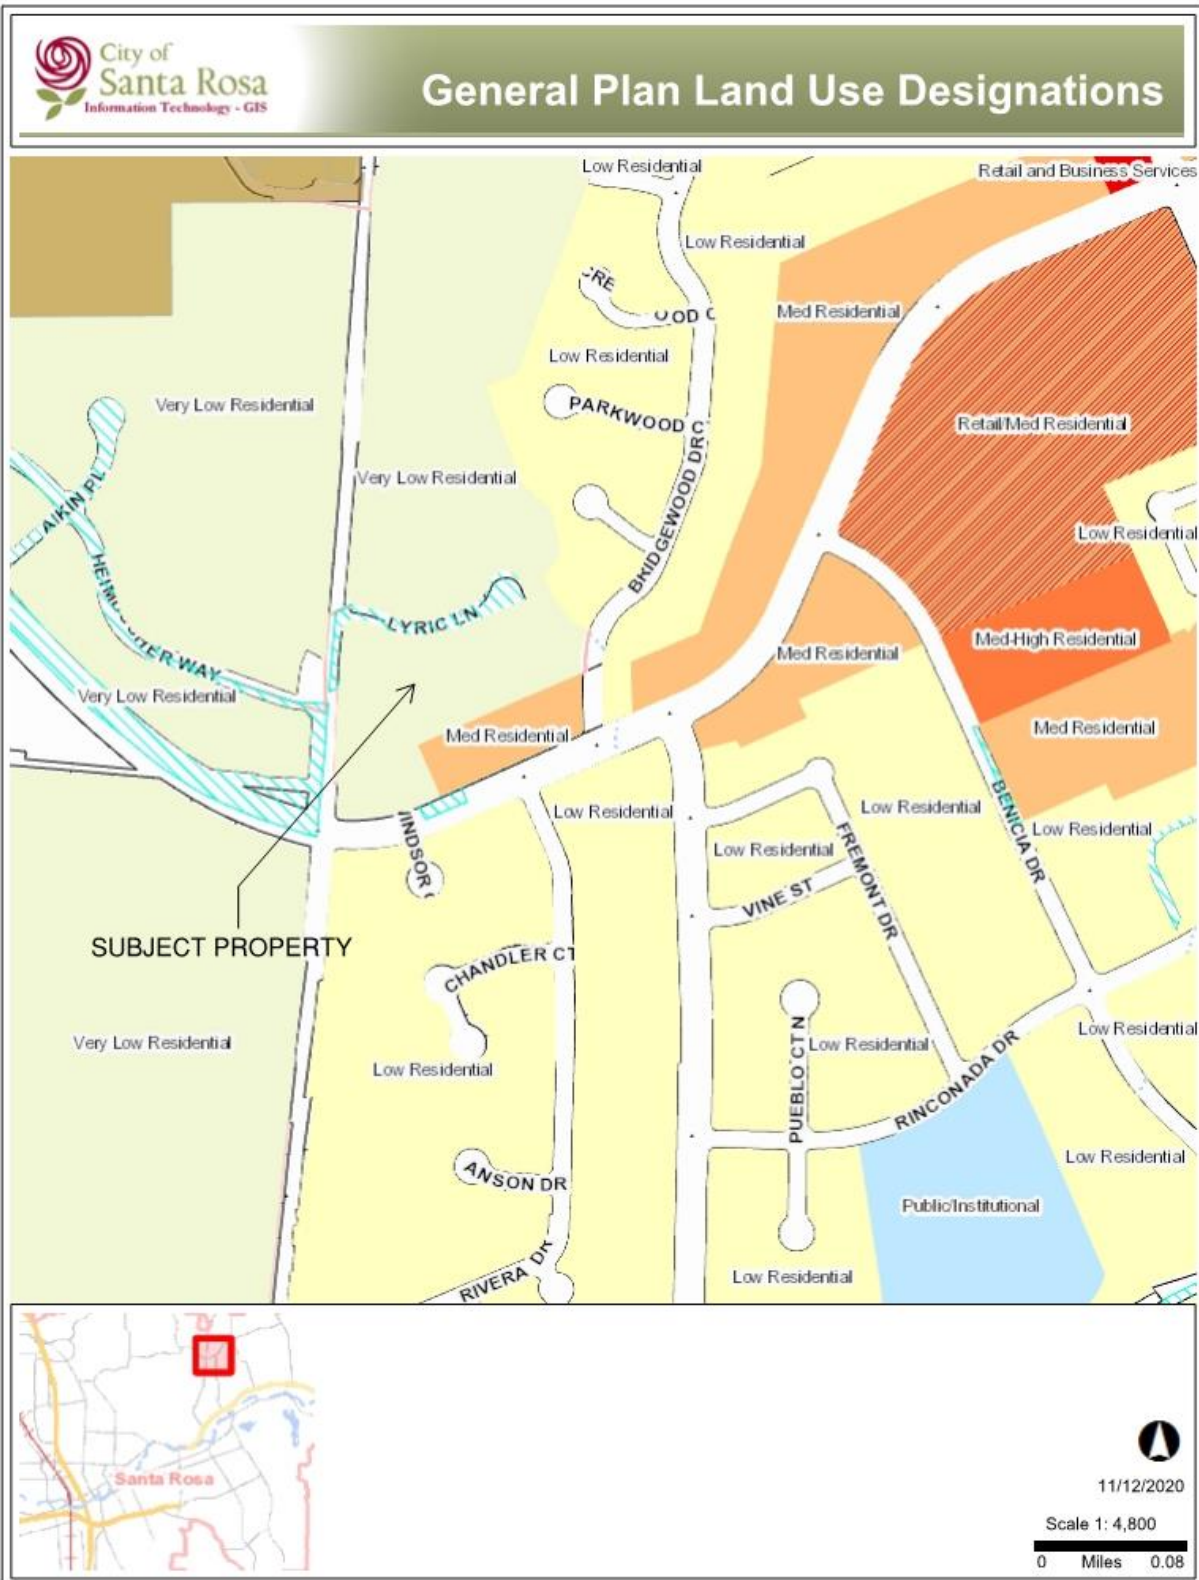 City of
Santa Rosa
Information Technology - GIS
General Plan Land Use Designations
Low Residential
Retail and Business Services
Low Residential
CRE
OOD C
Med Residential
Low Residential
Very Low Residential
PARKWOOD C
Retail/Med Residential
Very Low Residential
AIKIN PL
BRIDGEWOOD DR
Low Residential
LYRIC LN
WAY
Med-High Residential
Med Residential
Very Low Residential
Med Residential
Med Residential
Low Residential
Low Residential
BENICIA DR
Low Residential
INDSOR C
Low Residential
FREMONT DR
VINE ST
SUBJECT PROPERTY
CHANDLER CT
Very Low Residential
Low Residential
Low Residential
Low Residential
PUEBLO CT N
RINCONADA DR
ANSON DR
Low Residential
Public/Institutional
RIVERA DR
Low Residential
Santa Rosa
11/12/2020
Scale 1: 4,800
0 Miles 0.08